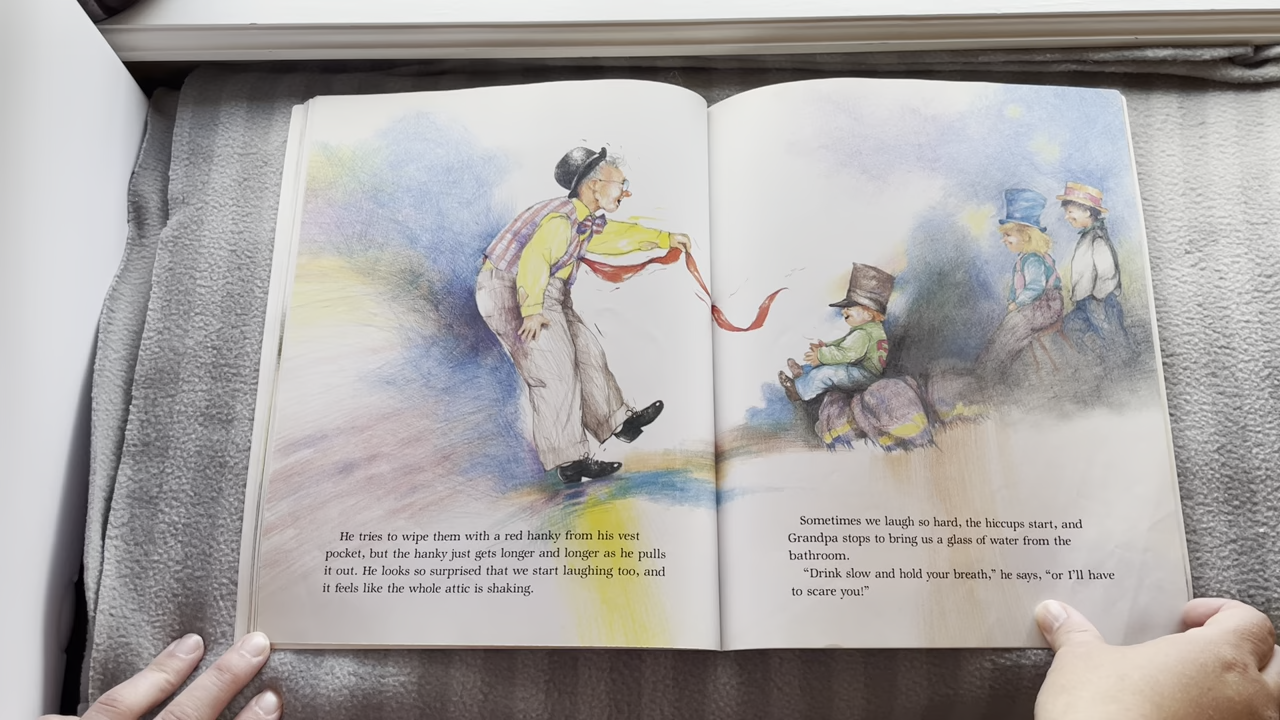 He tries to wipe them with a red hanky from his vest
pocket, but the hanky just gets longer and longer as he pulls
it out. He looks so surprised that we start laughing too, and
it feels like the whole attic is shaking.
Sometimes we laugh so hard, the hiccups start, and
Grandpa stops to bring us a glass of water from the
bathroom.
“Drink slow and hold your breath,” he says, “or I’ll have
to scare you!”